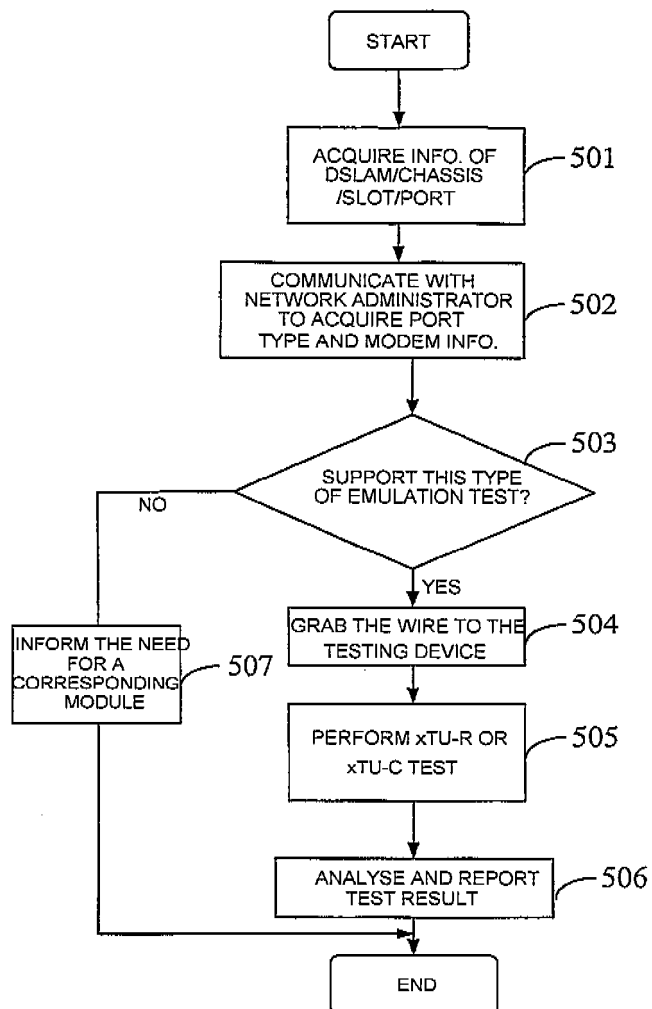 START
ACQUIRE INFO. OF
DSLAM/CHASSIS
/SLOT/PORT
501
COMMUNICATE WITH
NETWORK ADMINISTRATOR
TO ACQUIRE PORT
TYPE AND MODEM INFO.
502
503
SUPPORT THIS TYPE
OF EMULATION TEST?
NO
YES
GRAB THE WIRE TO THE
TESTING DEVICE
504
INFORM THE NEED
FOR A
CORRESPONDING
MODULE
507
PERFORM xTU-R OR
xTU-C TEST
505
ANALYSE AND REPORT
TEST RESULT
506
END